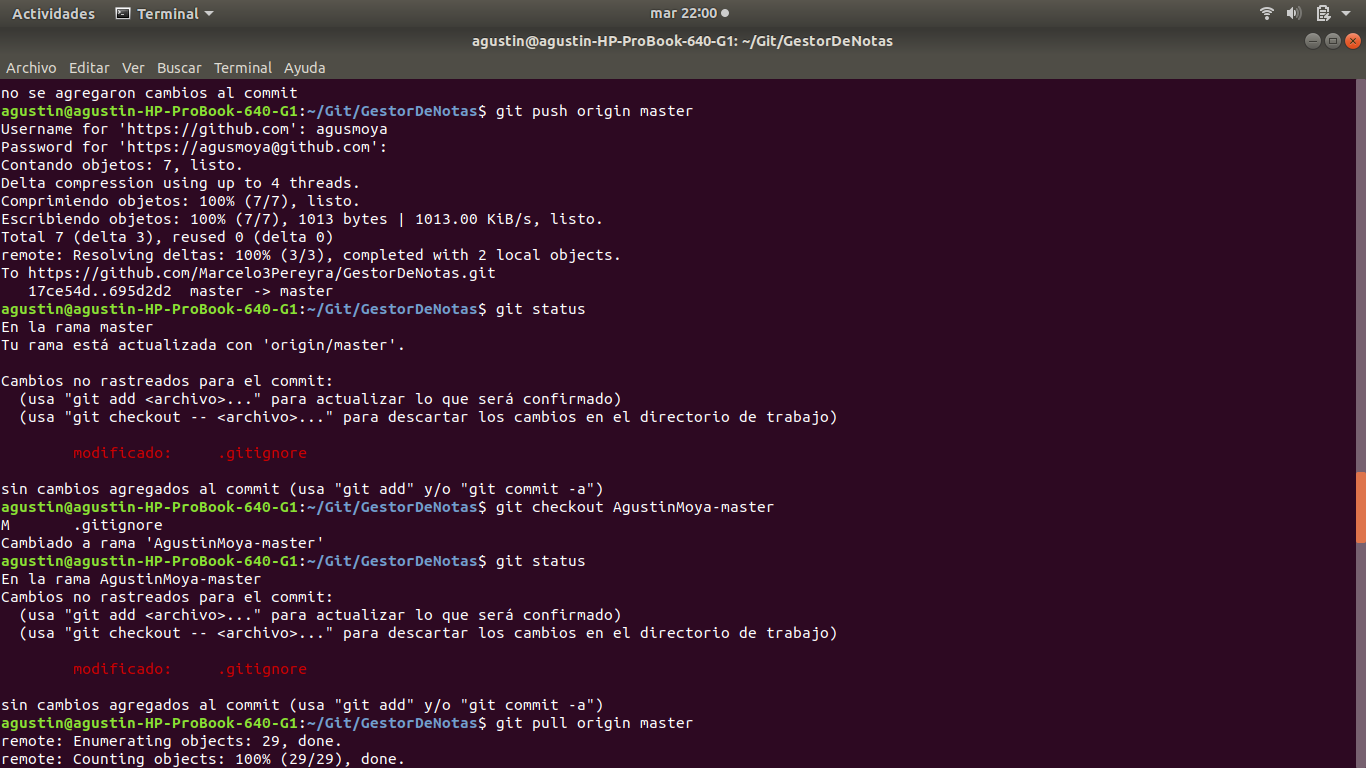 Actividades Terminal mar 22:00
agustin@agustin-HP-ProBook-640-G1: ~/Git/GestorDeNotas
Archivo Editar Ver Buscar Terminal Ayuda
no se agregaron cambios al commit
agustin@agustin-HP-ProBook-640-G1:~/Git/GestorDeNotas$ git push origin master
Username for 'https://github.com': agusmoya
Password for 'https://agusmoya@github.com':
Contando objetos: 7, listo.
Delta compression using up to 4 threads.
Comprimiendo objetos: 100% (7/7), listo.
Escribiendo objetos: 100% (7/7), 1013 bytes | 1013.00 KiB/s, listo.
Total 7 (delta 3), reused 0 (delta 0)
remote: Resolving deltas: 100% (3/3), completed with 2 local objects.
To https://github.com/Marcelo3Pereyra/GestorDeNotas.git
   17ce54d..695d2d2  master -> master
agustin@agustin-HP-ProBook-640-G1:~/Git/GestorDeNotas$ git status
En la rama master
Tu rama está actualizada con 'origin/master'.
Cambios no rastreados para el commit:
  (usa "git add <archivo>..." para actualizar lo que será confirmado)
  (usa "git checkout -- <archivo>..." para descartar los cambios en el directorio de trabajo)
        modificado:     .gitignore
sin cambios agregados al commit (usa "git add" y/o "git commit -a")
agustin@agustin-HP-ProBook-640-G1:~/Git/GestorDeNotas$ git checkout AgustinMoya-master
M       .gitignore
Cambiado a rama 'AgustinMoya-master'
agustin@agustin-HP-ProBook-640-G1:~/Git/GestorDeNotas$ git status
En la rama AgustinMoya-master
Cambios no rastreados para el commit:
  (usa "git add <archivo>..." para actualizar lo que será confirmado)
  (usa "git checkout -- <archivo>..." para descartar los cambios en el directorio de trabajo)
        modificado:     .gitignore
sin cambios agregados al commit (usa "git add" y/o "git commit -a")
agustin@agustin-HP-ProBook-640-G1:~/Git/GestorDeNotas$ git pull origin master
remote: Enumerating objects: 29, done.
remote: Counting objects: 100% (29/29), done.